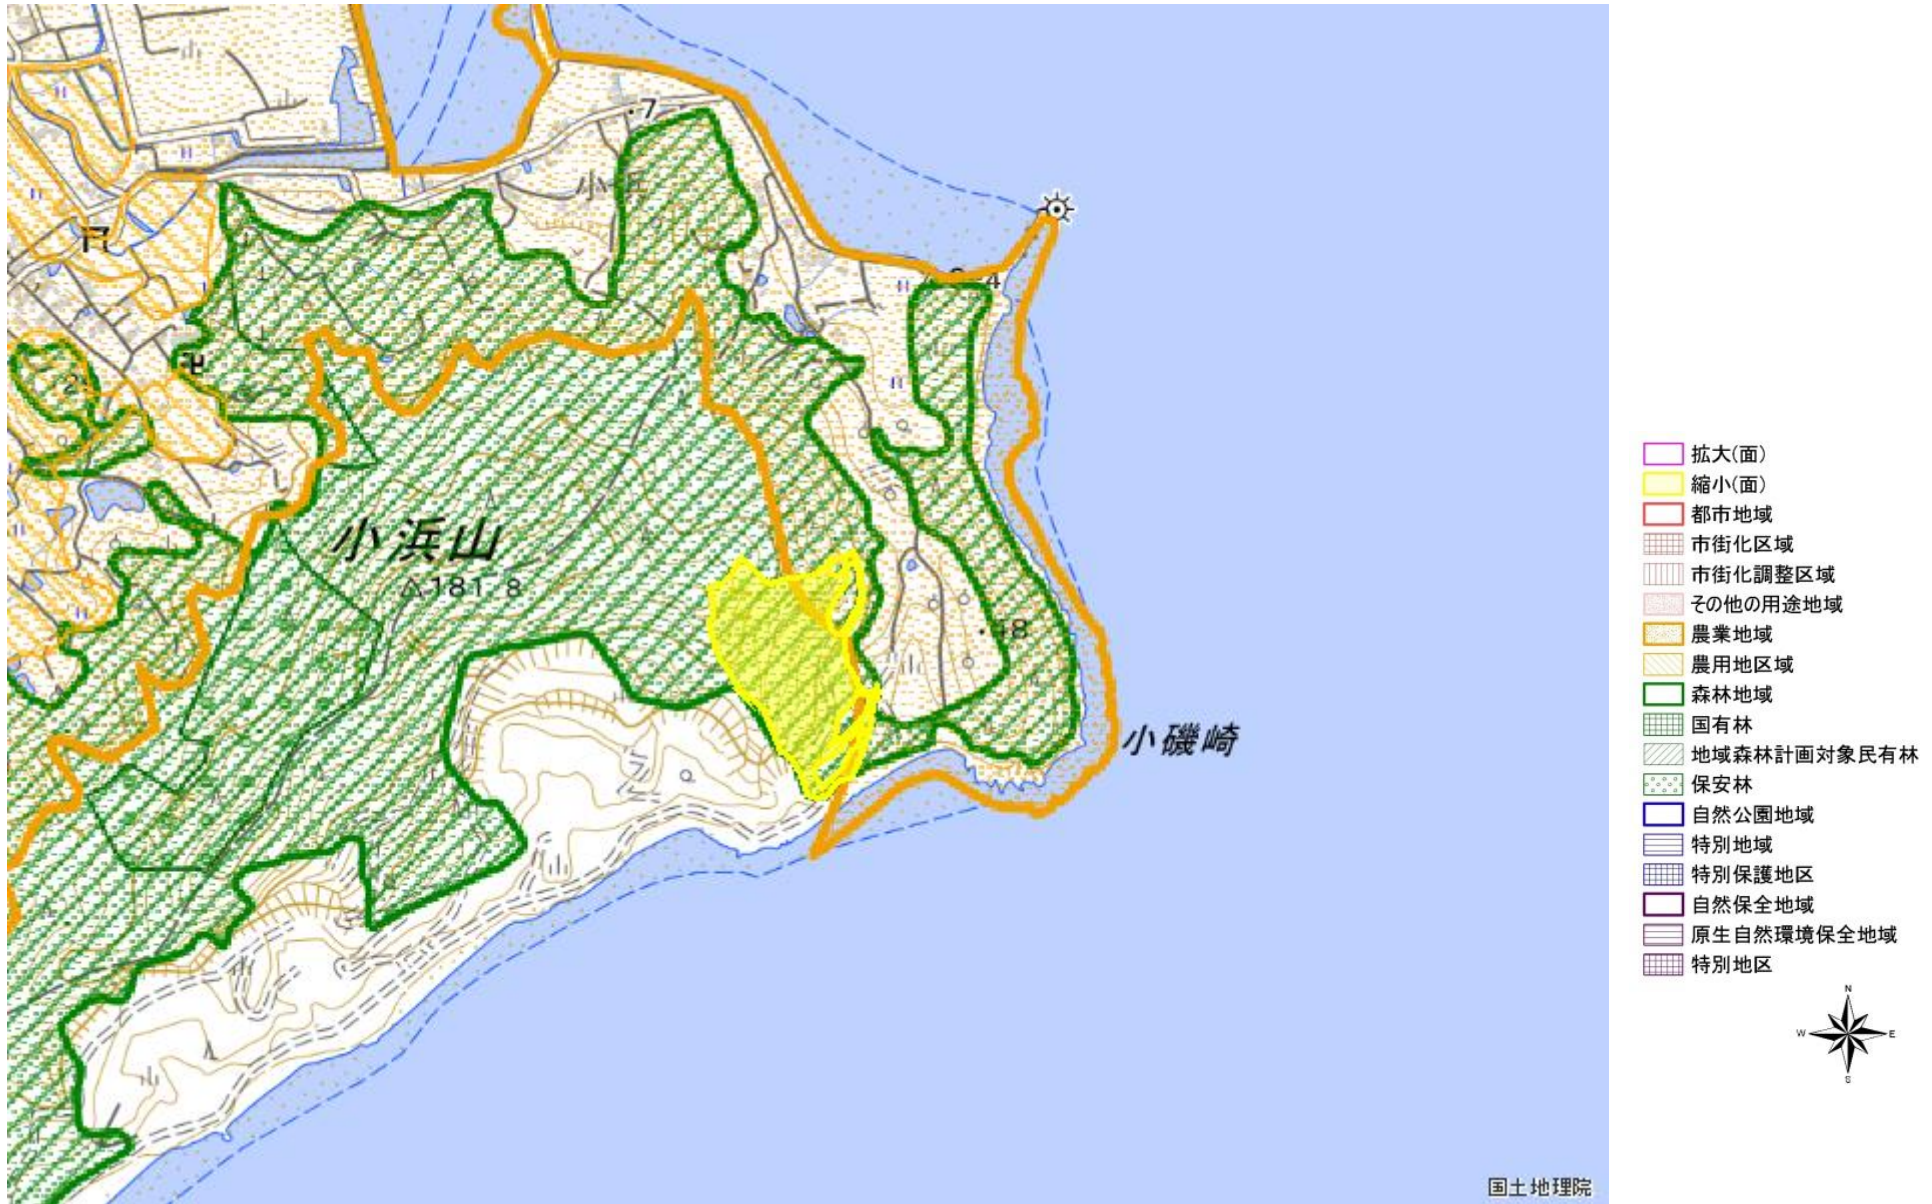 ・7
小浜
小浜山
△181.8
・48
小磯崎
拡大(面)
縮小(面)
都市地域
市街化区域
市街化調整区域
その他の用途地域
農業地域
農用地区域
森林地域
国有林
地域森林計画対象民有林
保安林
自然公園地域
特別地域
特別保護地区
自然保全地域
原生自然環境保全地域
特別地区
N
W E
S
国土地理院